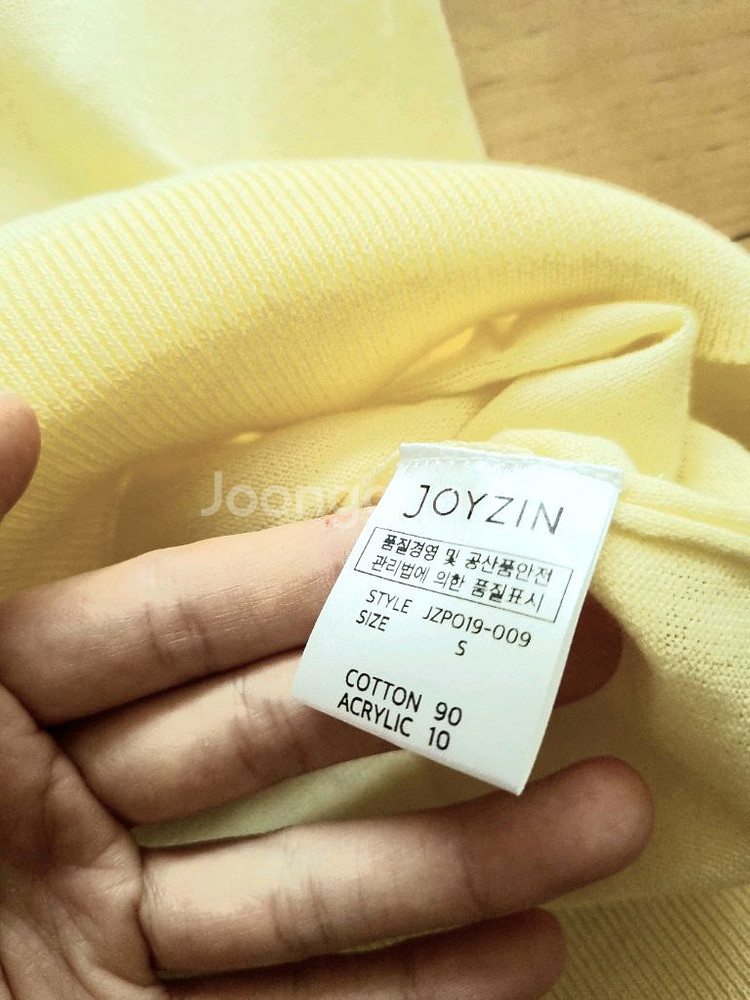 JOYZIN
품질경영 및 공산품안전
관리법에 의한 품질표시
STYLE JZPO19-009
SIZE S
COTTON 90
ACRYLIC 10